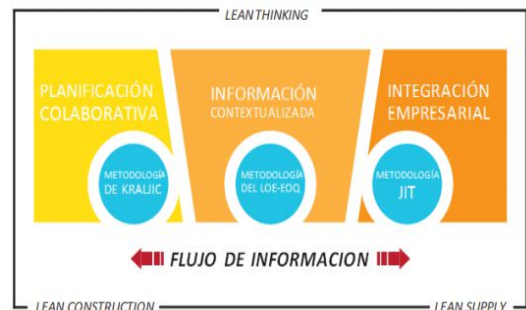 LEAN THINKING
PLANIFICACIÓN
COLABORATIVA
INFORMACIÓN
CONTEXTUALIZADA
INTEGRACIÓN
EMPRESARIAL
METODOLOGÍA
DE KRALJIC
METODOLOGÍA
DEL LOE-EOQ
METODOLOGÍA
JIT
FLUJO DE INFORMACION
LEAN CONSTRUCTION
LEAN SUPPLY